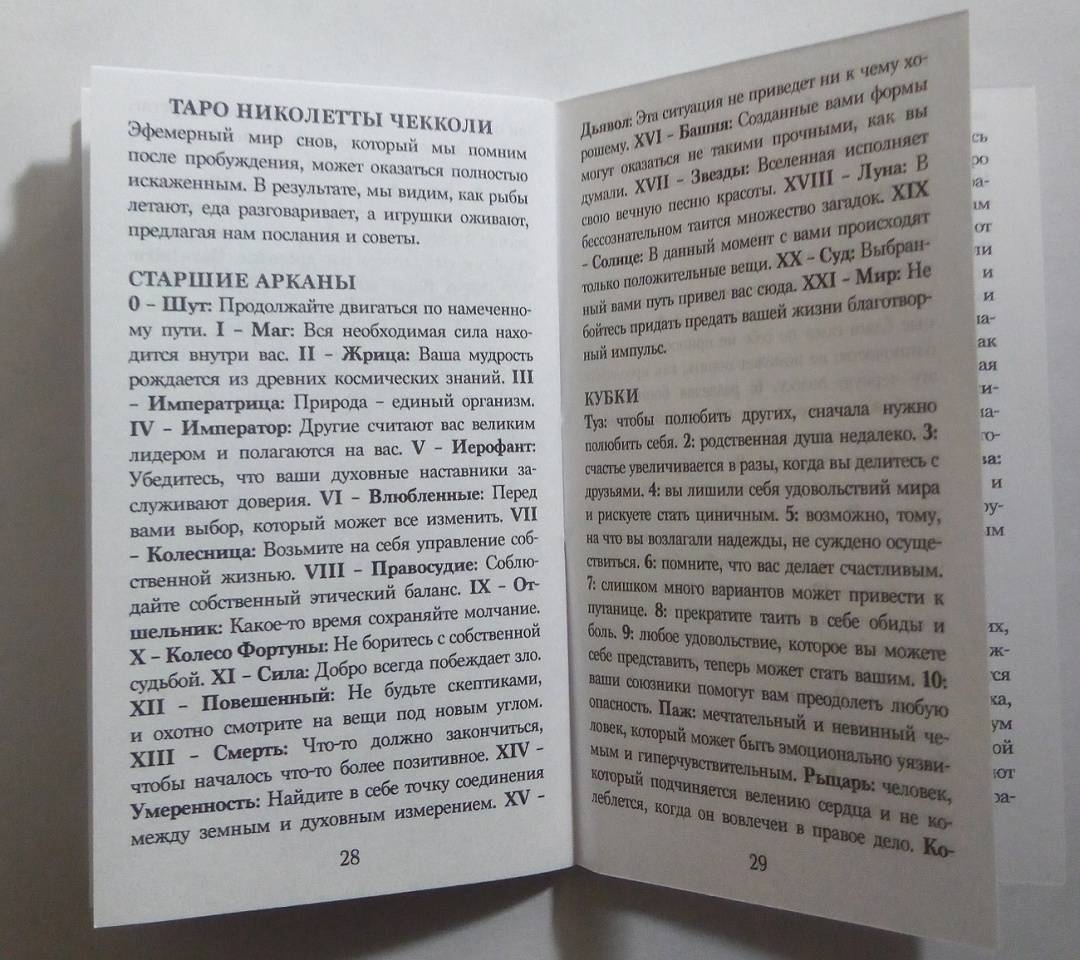 ТАРО НИКОЛЕТТЫ ЧЕККОЛИ
Эфемерный мир снов, который мы помним
после пробуждения, может оказаться полностью
искаженным. В результате, мы видим, как рыбы
летают, еда разговаривает, а игрушки оживают,
предлагая нам послания и советы.
СТАРШИЕ АРКАНЫ
0 – Шут: Продолжайте двигаться по намеченно-
му пути. I – Маг: Вся необходимая сила нахо-
дится внутри вас. II – Жрица: Ваша мудрость
рождается из древних космических знаний. III
– Императрица: Природа – единый организм.
IV – Император: Другие считают вас великим
лидером и полагаются на вас. V – Иерофант:
Убедитесь, что ваши духовные наставники за-
служивают доверия. VI – Влюбленные: Перед
вами выбор, который может все изменить. VII
– Колесница: Возьмите на себя управление соб-
ственной жизнью. VIII – Правосудие: Соблю-
дайте собственный этический баланс. IX – От-
шельник: Какое-то время сохраняйте молчание.
X – Колесо Фортуны: Не боритесь с собственной
судьбой. XI – Сила: Добро всегда побеждает зло.
XII – Повешенный: Не будьте скептиками,
и охотно смотрите на вещи под новым углом.
XIII – Смерть: Что-то должно закончиться,
чтобы началось что-то более позитивное. XIV –
Умеренность: Найдите в себе точку соединения
между земным и духовным измерением. XV –
28
Дьявол: Эта ситуация не приведет ни к чему хо-
рошему. XVI – Башня: Созданные вами формы
могут оказаться не такими прочными, как вы
думали. XVII – Звезды: Вселенная исполняет
свою вечную песню красоты. XVIII – Луна: В
бессознательном таится множество загадок. XIX
– Солнце: В данный момент с вами происходят
только положительные вещи. XX – Суд: Выбран-
ный вами путь привел вас сюда. XXI – Мир: Не
бойтесь придать предать вашей жизни благотвор-
ный импульс.
КУБКИ
Туз: чтобы полюбить других, сначала нужно
полюбить себя. 2: родственная душа недалеко. 3:
счастье увеличивается в разы, когда вы делитесь с
друзьями. 4: вы лишили себя удовольствий мира
и рискуете стать циничным. 5: возможно, тому,
на что вы возлагали надежды, не суждено осуще-
ствиться. 6: помните, что вас делает счастливым.
7: слишком много вариантов может привести к
путанице. 8: прекратите таить в себе обиды и
боль. 9: любое удовольствие, которое вы можете
себе представить, теперь может стать вашим. 10:
ваши союзники помогут вам преодолеть любую
опасность. Паж: мечтательный и невинный че-
ловек, который может быть эмоционально уязви-
мым и гиперчувствительным. Рыцарь: человек,
который подчиняется велению сердца и не ко-
леблется, когда он вовлечен в правое дело. Ко-
29